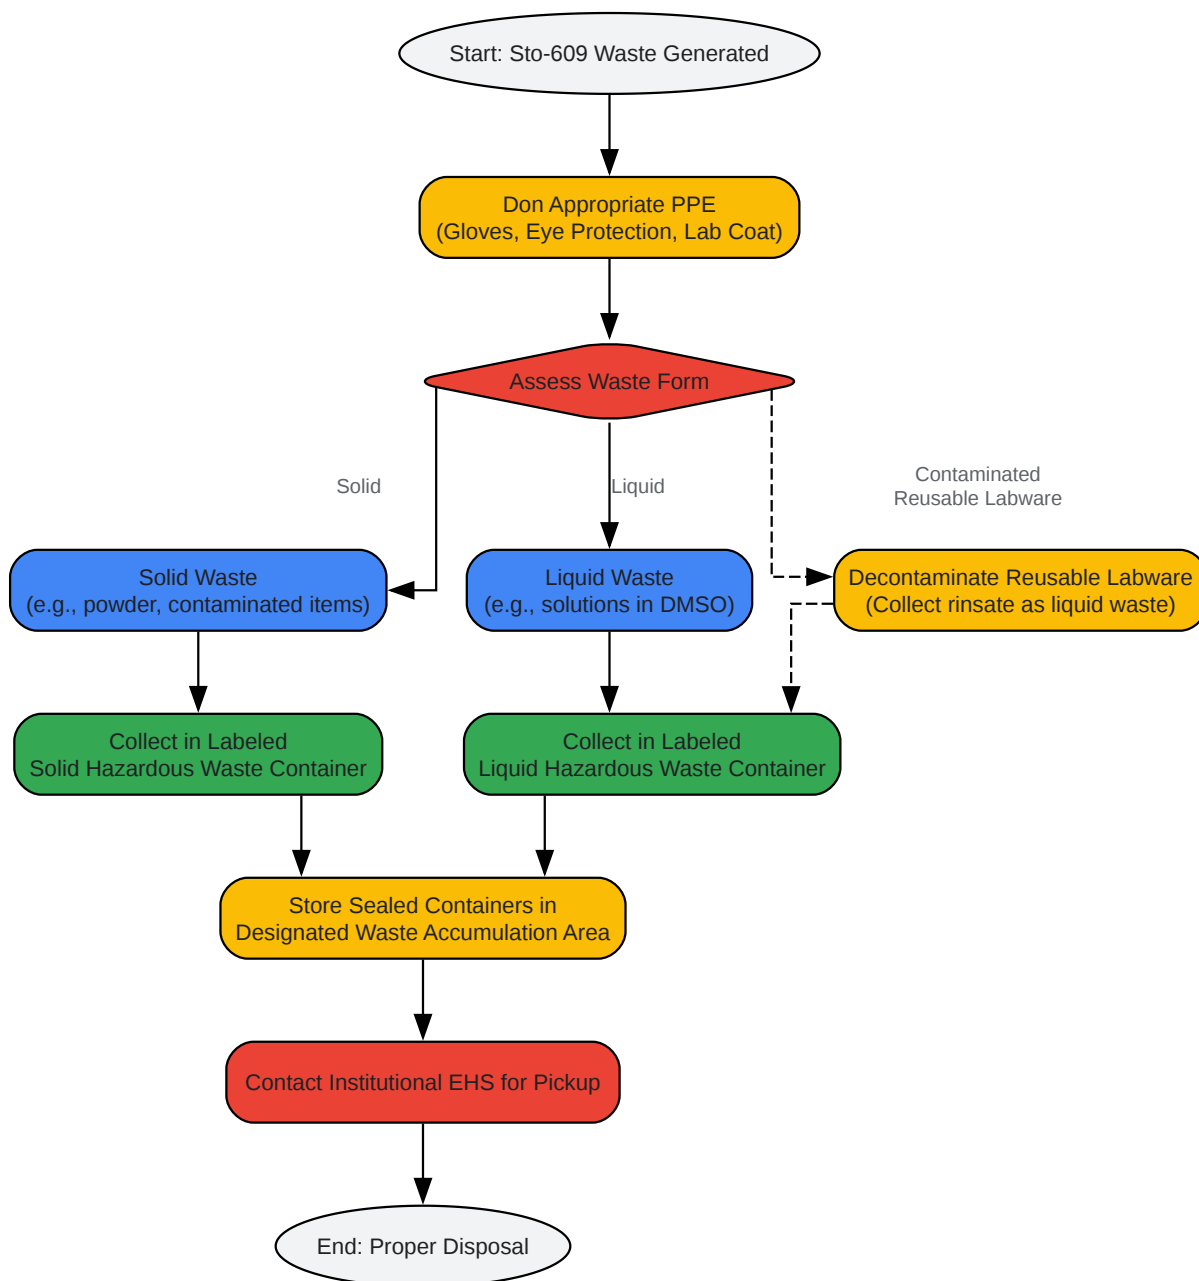 Start: Sto-609 Waste Generated
Don Appropriate PPE
(Gloves, Eye Protection, Lab Coat)
Assess Waste Form
Solid
Liquid
Contaminated
Reusable Labware
Solid Waste
(e.g., powder, contaminated items)
Liquid Waste
(e.g., solutions in DMSO)
Decontaminate Reusable Labware
(Collect rinsate as liquid waste)
Collect in Labeled
Solid Hazardous Waste Container
Collect in Labeled
Liquid Hazardous Waste Container
Store Sealed Containers in
Designated Waste Accumulation Area
Contact Institutional EHS for Pickup
End: Proper Disposal